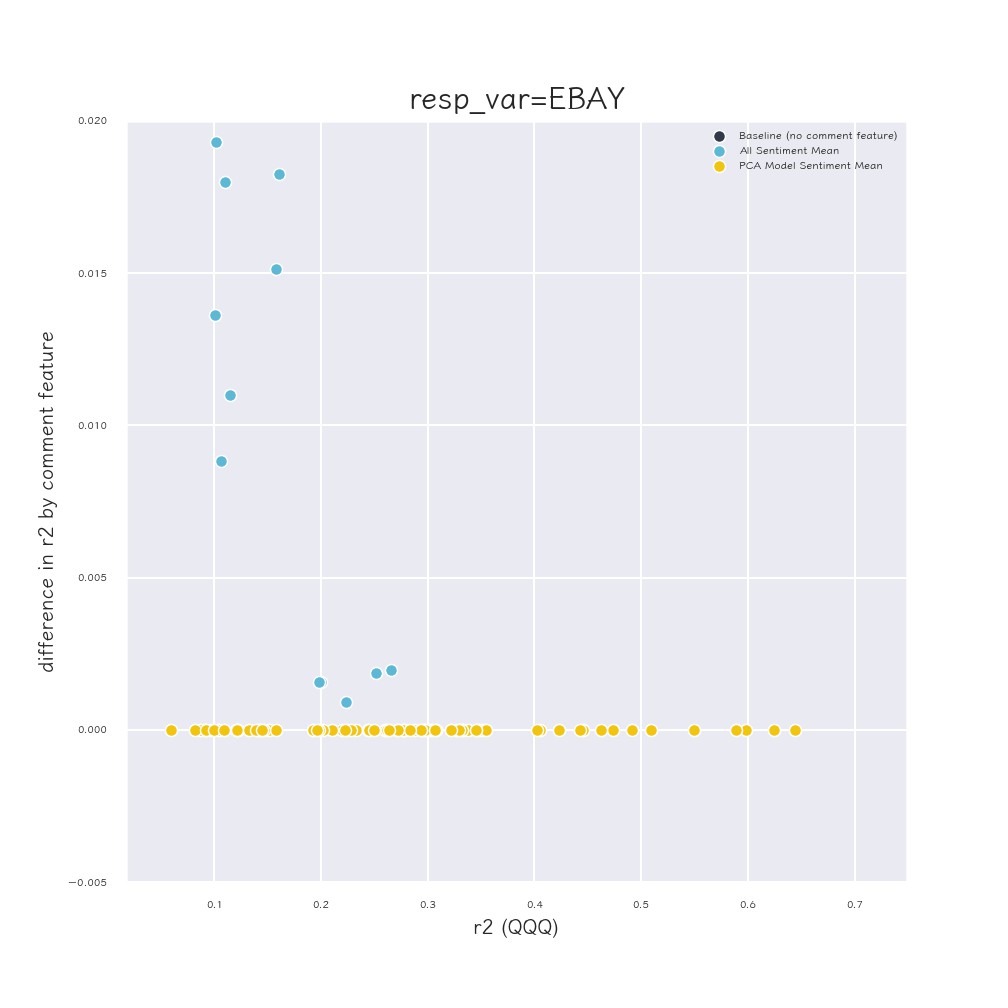 resp_var=EBAY
Baseline (no comment feature)
All Sentiment Mean
PCA Model Sentiment Mean
difference in r2 by comment feature
0.020
0.015
0.010
0.005
0.000
−0.005
0.1 0.2 0.3 0.4 0.5 0.6 0.7
r2 (QQQ)